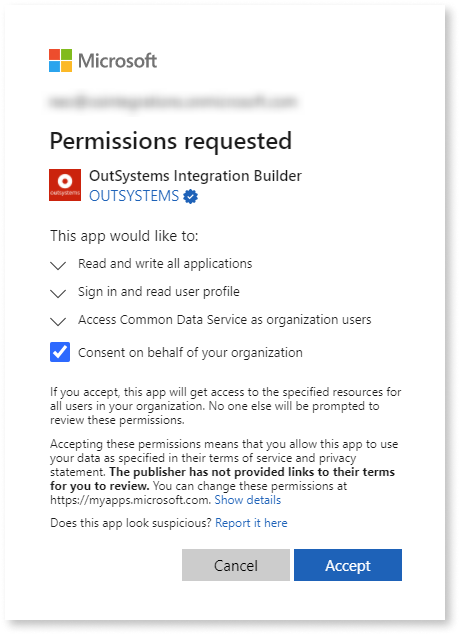 Microsoft
Permissions requested
OutSystems Integration Builder
outsystems
OUTSYSTEMS
This app would like to:
Read and write all applications
Sign in and read user profile
Access Common Data Service as organization users
Consent on behalf of your organization
If you accept, this app will get access to the specified resources for
all users in your organization. No one else will be prompted to
review these permissions.
Accepting these permissions means that you allow this app to use
your data as specified in their terms of service and privacy
statement. The publisher has not provided links to their terms
for you to review. You can change these permissions at
https://myapps.microsoft.com. Show details
Does this app look suspicious? Report it here
Cancel Accept